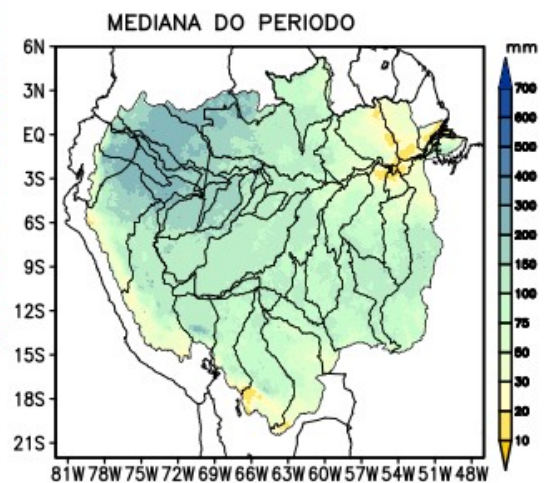 MEDIANA DO PERIODO
mm
6N
3N
EQ
3S
6S
9S
12S
15S
18S
21S
700
600
500
400
300
200
150
100
75
50
30
20
10
81W 78W 75W 72W 69W 66W 63W 60W 57W 54W 51W 48W